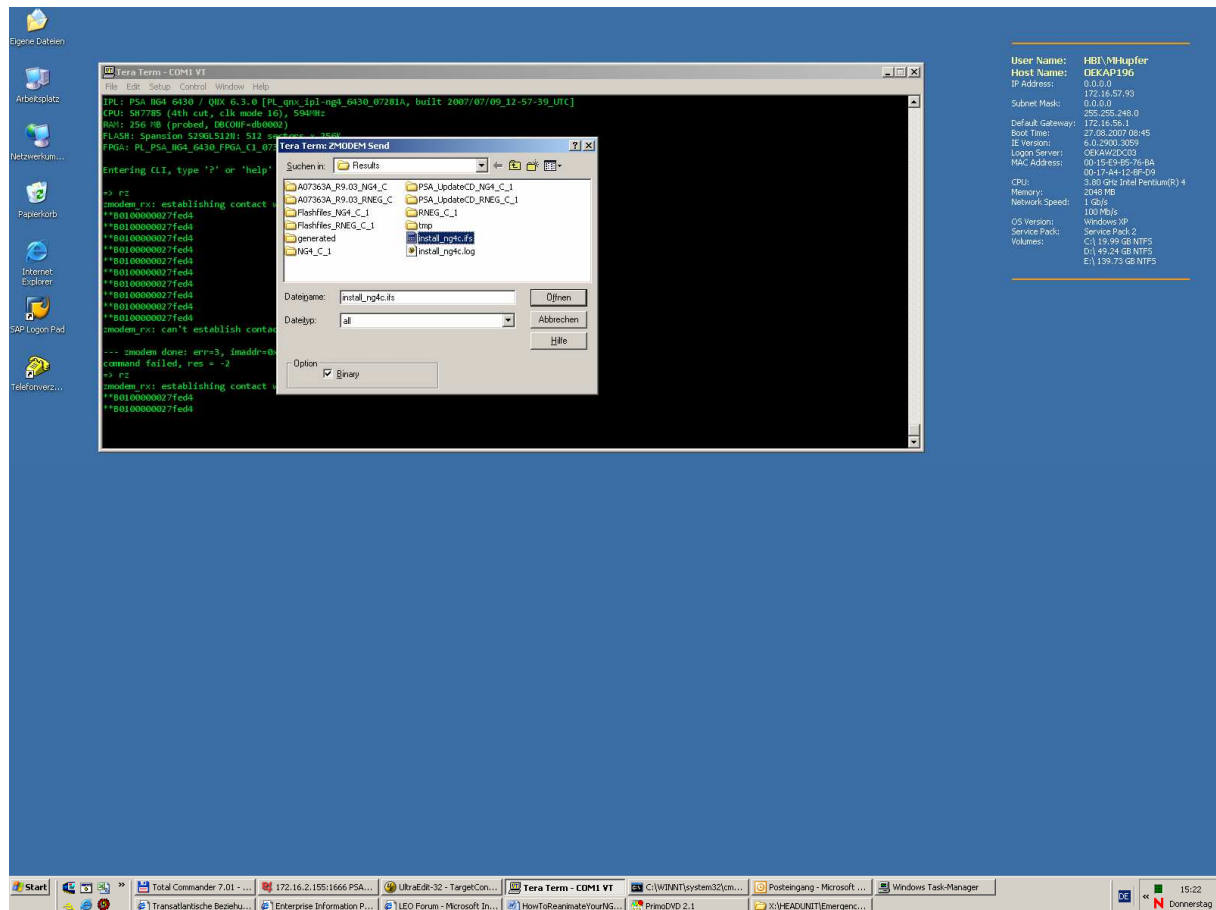 Eigene Dateien
Arbeitsplatz
Netzwerkum...
Papierkorb
Internet
Explorer
SAP Logon Pad
Telefonverz...
Tera Term - COM1 VT
File Edit Setup Control Window Help
IPL: PSA NG4 6430 / QNX 6.3.0 [PL_qnx_ipl-ng4_6430_07281A, built 2007/07/09_12-57-39_UTC]
CPU: SH7785 (4th cut, clk mode 16), 594MHz
RAM: 256 MB (probed, DBCONF=db0002)
FLASH: Spansion S29GL512N: 512 sectors × 256K
FPGA: PL_PSA_NG4_6430_FPGA_C1_073
Entering CLI, type '?' or 'help'
=> rz
zmodem_rx: establishing contact w
**B0100000027fed4
**B0100000027fed4
**B0100000027fed4
**B0100000027fed4
**B0100000027fed4
**B0100000027fed4
**B0100000027fed4
**B0100000027fed4
**B0100000027fed4
**B0100000027fed4
zmodem_rx: can't establish contac
--- zmodem done: err=3, imaddr=0x
command failed, res = -2
=> rz
zmodem_rx: establishing contact w
**B0100000027fed4
**B0100000027fed4
Tera Term: ZMODEM Send
Suchen in: Results
A07363A_R9.03_NG4_C
A07363A_R9.03_RNEG_C
Flashfiles_NG4_C_1
Flashfiles_RNEG_C_1
generated
NG4_C_1
PSA_UpdateCD_NG4_C_1
PSA_UpdateCD_RNEG_C_1
RNEG_C_1
tmp
install_ng4c.ifs
install_ng4c.log
Dateiname: install_ng4c.ifs Öffnen
Dateityp: all Abbrechen
Hilfe
Option
Binary
User Name: HBI\MHupfer
Host Name: OEKAP196
IP Address: 0.0.0.0
172.16.57.93
Subnet Mask: 0.0.0.0
255.255.248.0
Default Gateway: 172.16.56.1
Boot Time: 27.08.2007 08:45
IE Version: 6.0.2900.3059
Logon Server: OEKAW2DC03
MAC Address: 00-15-E9-B5-76-BA
00-17-A4-12-BF-D9
CPU: 3.80 GHz Intel Pentium(R) 4
Memory: 2048 MB
Network Speed: 1 Gb/s
100 Mb/s
OS Version: Windows XP
Service Pack: Service Pack 2
Volumes: C:\ 19.99 GB NTFS
D:\ 49.24 GB NTFS
E:\ 139.73 GB NTFS
Start » Total Commander 7.01 - ... 172.16.2.155:1666 PSA... UltraEdit-32 - TargetCon... Tera Term - COM1 VT C:\WINNT\system32\cm... Posteingang - Microsoft ... Windows Task-Manager
Transatlantische Beziehu... Enterprise Information P... LEO Forum - Microsoft In... HowToReanimateYourNG... PrimoDVD 2.1 X:\HEADUNIT\Emergenc...
DE « 15:22
Donnerstag